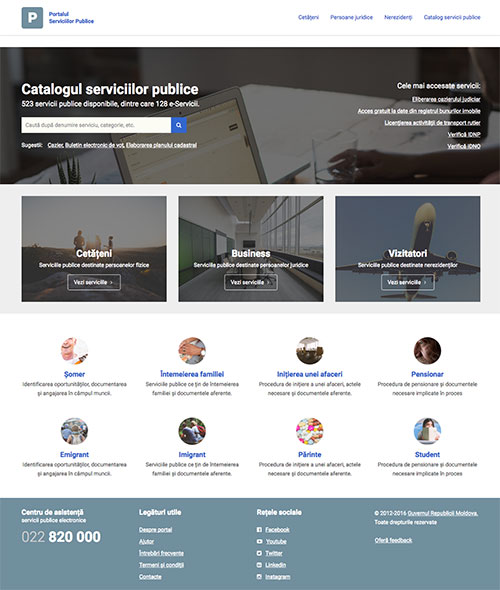 P
Portalul
Serviciilor Publice
Cetățeni
Persoane juridice
Nerezidenți
Catalog servicii publice
Catalogul serviciilor publice
523 servicii publice disponibile, dintre care 128 e-Servicii.
Caută după denumire serviciu, categorie, etc.
Sugestii: Cazier, Buletin electronic de vot, Elaborarea planului cadastral
Cele mai accesate servicii:
Eliberarea cazierului judiciar
Acces gratuit la date din registrul bunurilor imobile
Licențierea activității de transport rutier
Verifică IDNP
Verifică IDNO
Cetățeni
Serviciile publice destinate persoanelor fizice
Vezi serviciile
Business
Serviciile publice destinate persoanelor juridice
Vezi serviciile
Vizitatori
Serviciile publice destinate nerezidenților
Vezi serviciile
Șomer
Identificarea oportunităților, documentarea
și angajarea în câmpul muncii.
Întemeierea familiei
Serviciile publice ce țin de întemeierea
familiei și documentele aferente.
Inițierea unei afaceri
Procedura de inițiere a unei afaceri, actele
necesare și documentele aferente.
Pensionar
Procedura de pensionare și documentele
necesare implicate în proces
Emigrant
Identificarea oportunităților, documentarea
și angajarea în câmpul muncii.
Imigrant
Serviciile publice ce țin de întemeierea
familiei și documentele aferente.
Părinte
Procedura de inițiere a unei afaceri, actele
necesare și documentele aferente.
Student
Procedura de pensionare și documentele
necesare implicate în proces
Centru de asistență
servicii publice electronice
022 820 000
Legături utile
Despre portal
Ajutor
Întrebări frecvente
Termeni și condiții
Contacte
Rețele sociale
Facebook
Youtube
Twitter
Linkedin
Instagram
© 2012-2016 Guvernul Republicii Moldova.
Toate drepturile rezervate
Oferă feedback